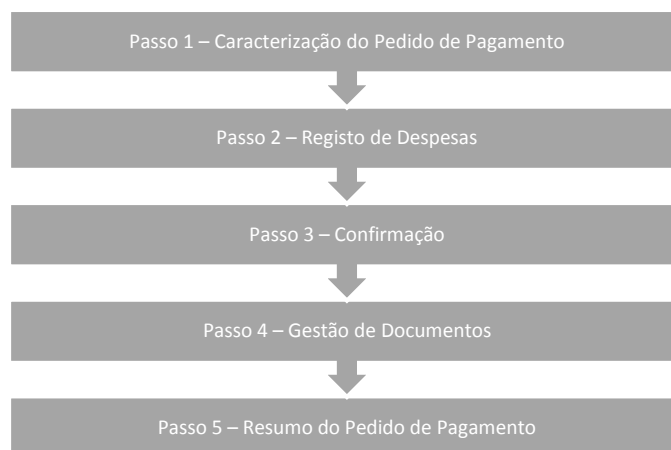 Passo 1 – Caracterização do Pedido de Pagamento
Passo 2 – Registo de Despesas
Passo 3 – Confirmação
Passo 4 – Gestão de Documentos
Passo 5 – Resumo do Pedido de Pagamento